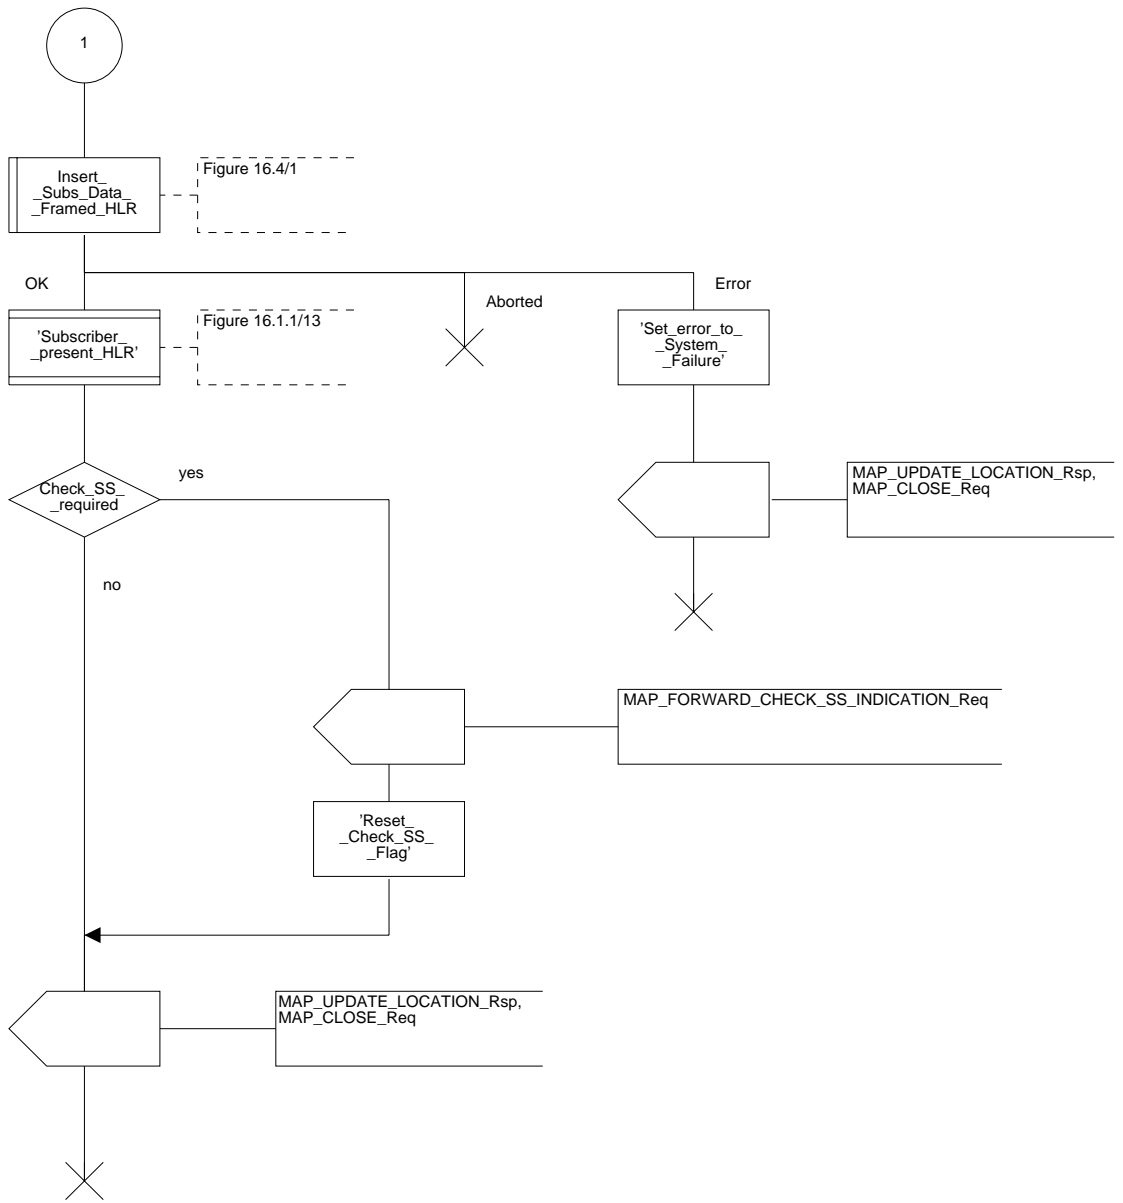 1
Insert_
_Subs_Data_
_Framed_HLR
Figure 16.4/1
OK
Aborted
Error
'Subscriber_
_present_HLR'
Figure 16.1.1/13
'Set_error_to_
_System_
_Failure'
Check_SS_
_required
yes
no
MAP_UPDATE_LOCATION_Rsp,
MAP_CLOSE_Req
MAP_FORWARD_CHECK_SS_INDICATION_Req
'Reset_
_Check_SS_
_Flag'
MAP_UPDATE_LOCATION_Rsp,
MAP_CLOSE_Req